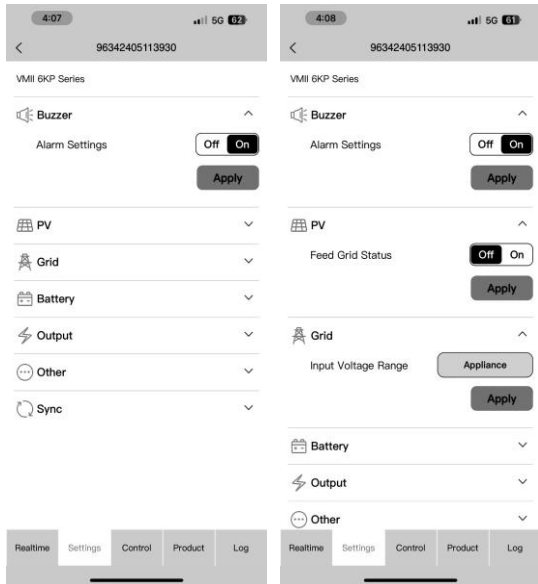 4:07
5G 62
96342405113930
VMII 6KP Series
Buzzer
Alarm Settings Off On
Apply
PV
Grid
Battery
Output
Other
Sync
Realtime Settings Control Product Log
4:08
5G 61
96342405113930
VMII 6KP Series
Buzzer
Alarm Settings Off On
Apply
PV
Feed Grid Status Off On
Apply
Grid
Input Voltage Range Appliance
Apply
Battery
Output
Other
Realtime Settings Control Product Log